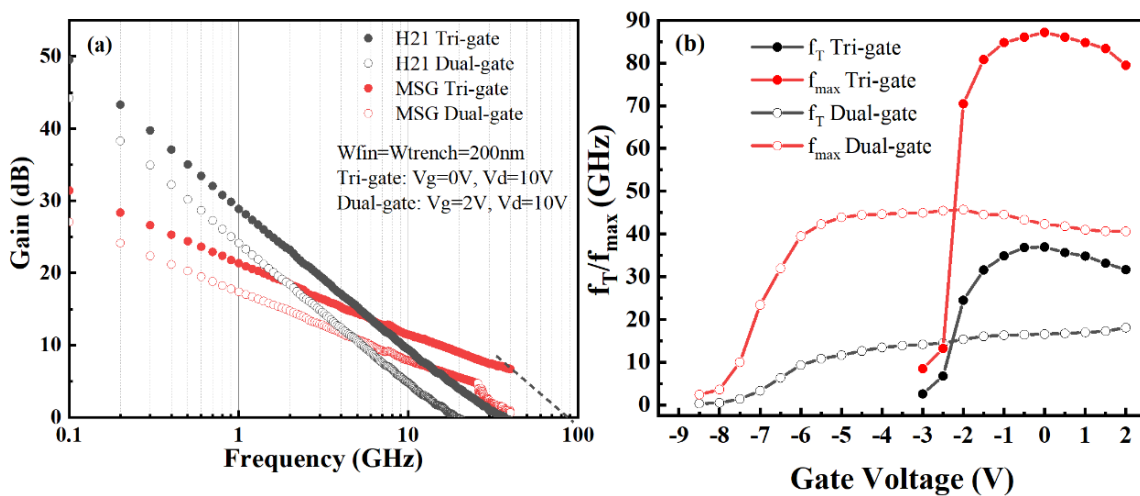 (a)
H21 Tri-gate
H21 Dual-gate
MSG Tri-gate
MSG Dual-gate
Wfin=Wtrench=200nm
Tri-gate: Vg=0V, Vd=10V
Dual-gate: Vg=2V, Vd=10V
Gain (dB)
50
40
30
20
10
0
0.1 1 10 100
Frequency (GHz)
(b)
fT Tri-gate
fmax Tri-gate
fT Dual-gate
fmax Dual-gate
fT/fmax (GHz)
90
80
70
60
50
40
30
20
10
0
-9 -8 -7 -6 -5 -4 -3 -2 -1 0 1 2
Gate Voltage (V)